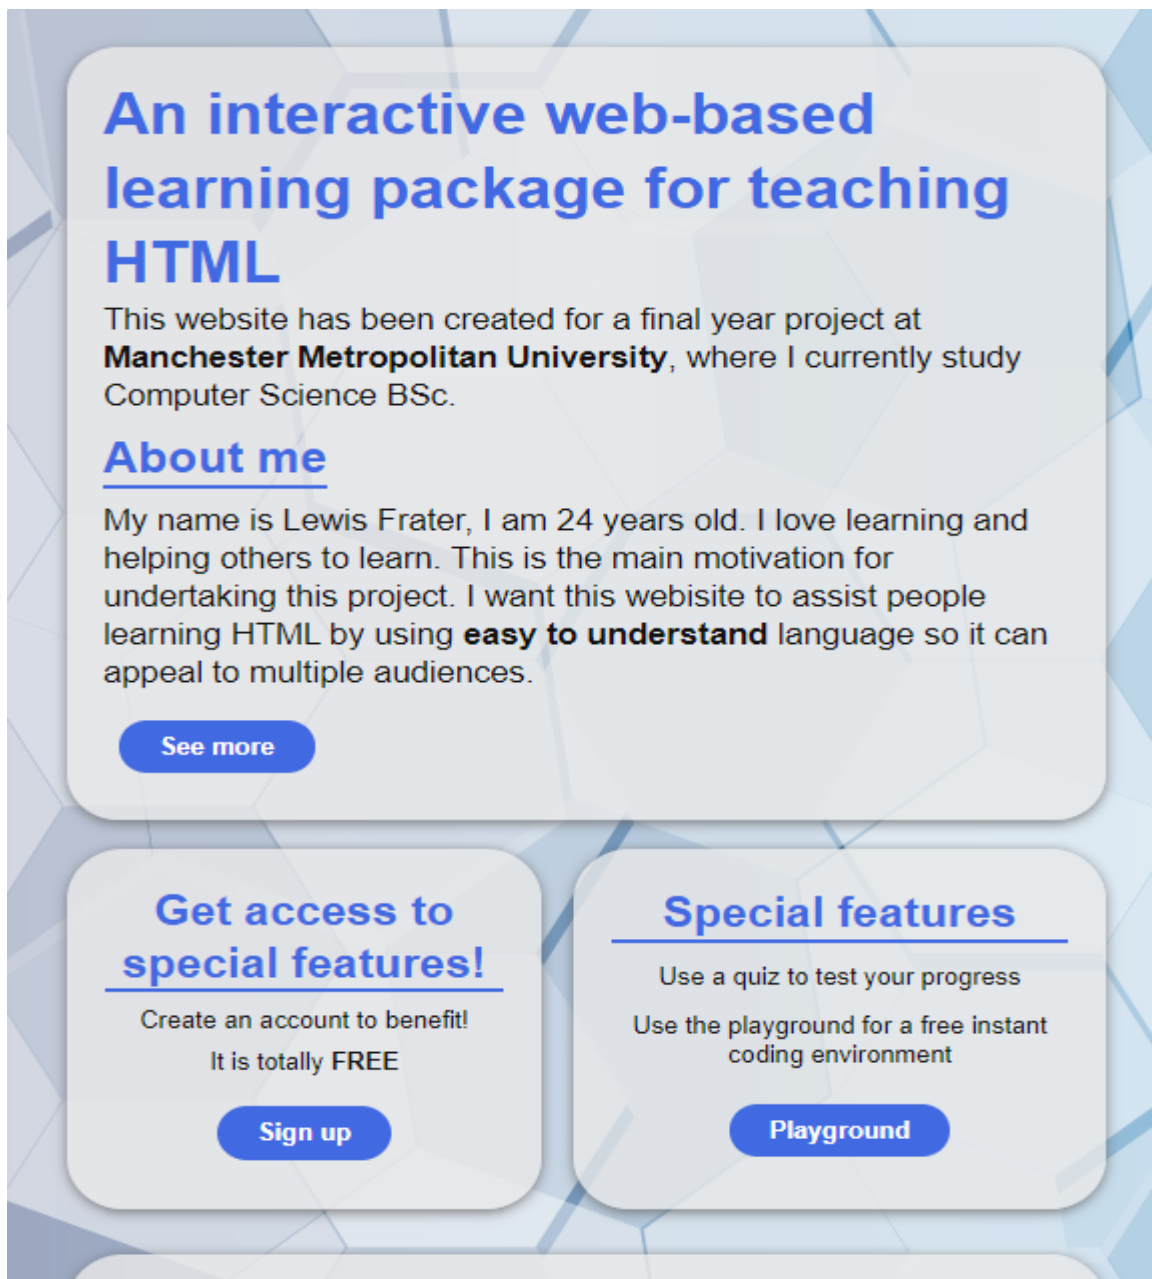 An interactive web-based
learning package for teaching
HTML
This website has been created for a final year project at
Manchester Metropolitan University, where I currently study
Computer Science BSc.
About me
My name is Lewis Frater, I am 24 years old. I love learning and
helping others to learn. This is the main motivation for
undertaking this project. I want this webisite to assist people
learning HTML by using easy to understand language so it can
appeal to multiple audiences.
See more
Get access to
special features!
Create an account to benefit!
It is totally FREE
Sign up
Special features
Use a quiz to test your progress
Use the playground for a free instant
coding environment
Playground